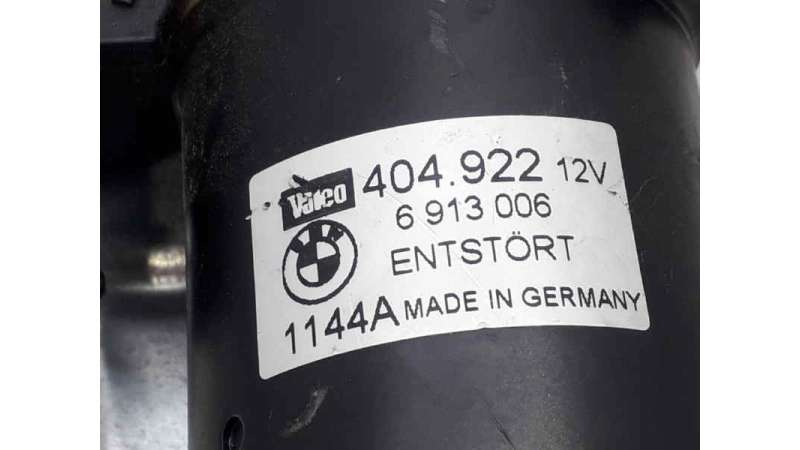 Valeo 404.922 12V
6 913 006
ENTSTÖRT
1144A MADE IN GERMANY